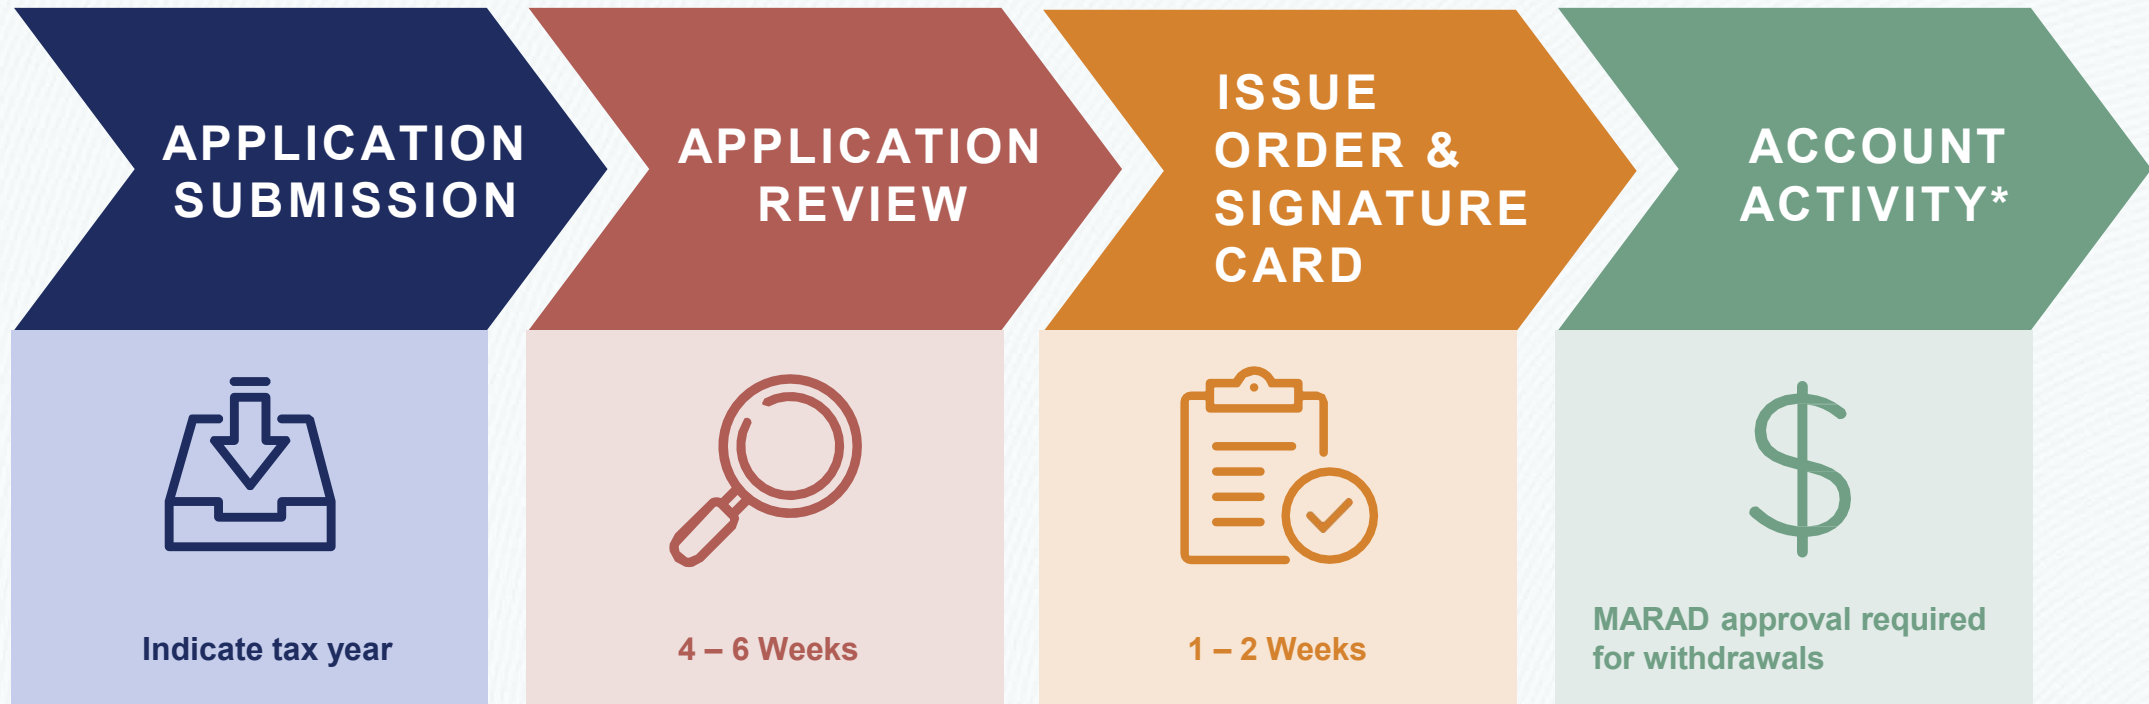 APPLICATION
SUBMISSION
Indicate tax year
APPLICATION
REVIEW
4 – 6 Weeks
ISSUE
ORDER &
SIGNATURE
CARD
1 – 2 Weeks
ACCOUNT
ACTIVITY*
MARAD approval required
for withdrawals